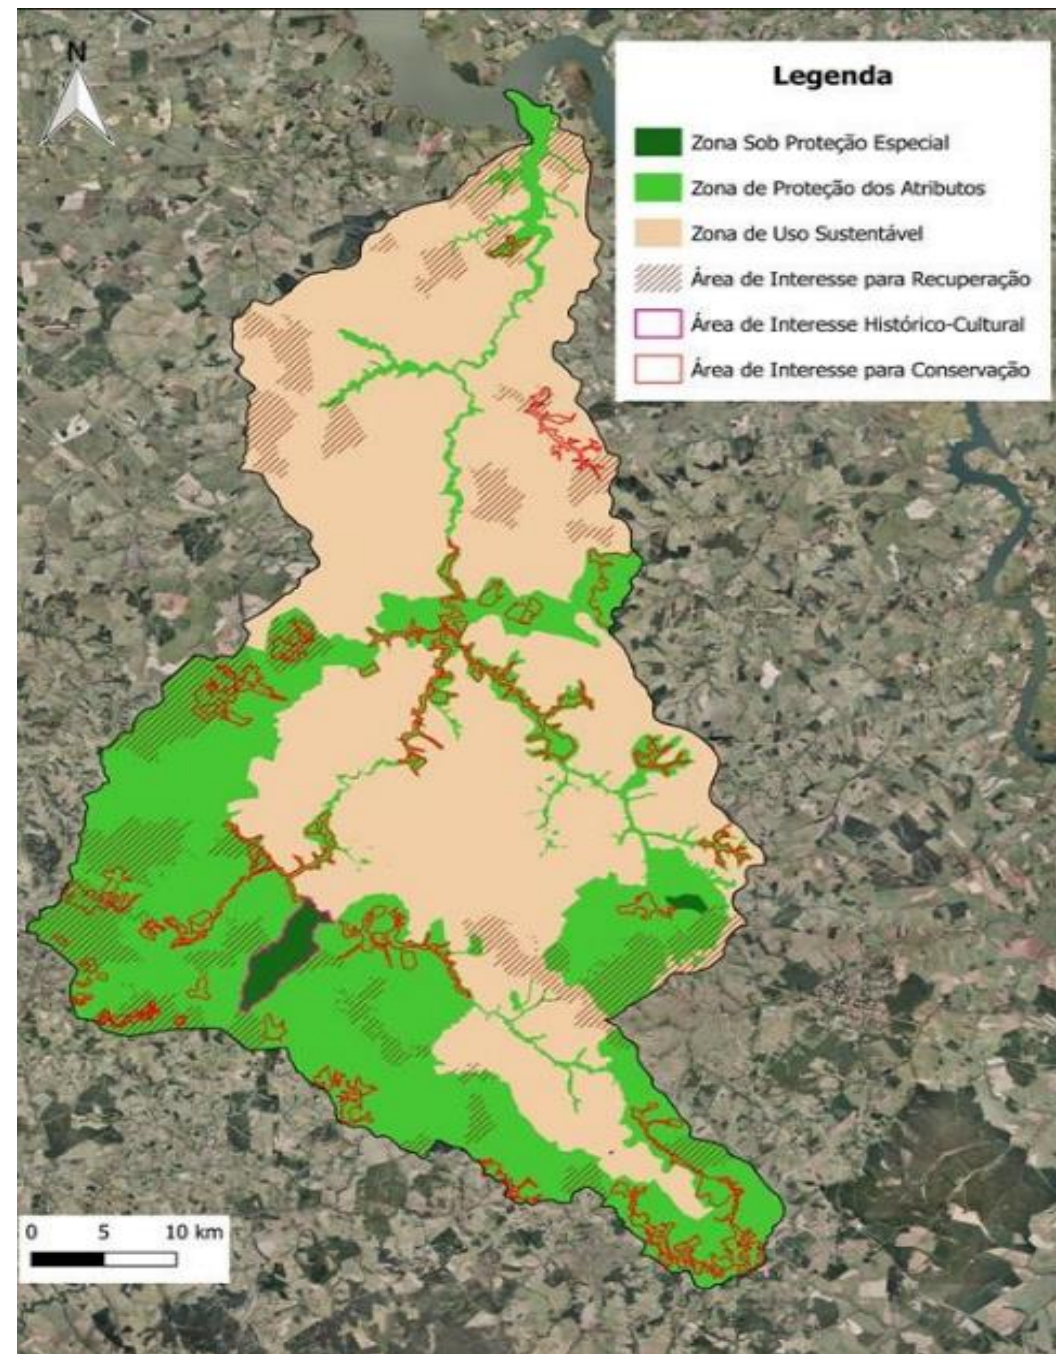 N
Legenda
Zona Sob Proteção Especial
Zona de Proteção dos Atributos
Zona de Uso Sustentável
Área de Interesse para Recuperação
Área de Interesse Histórico-Cultural
Área de Interesse para Conservação
0 5 10 km